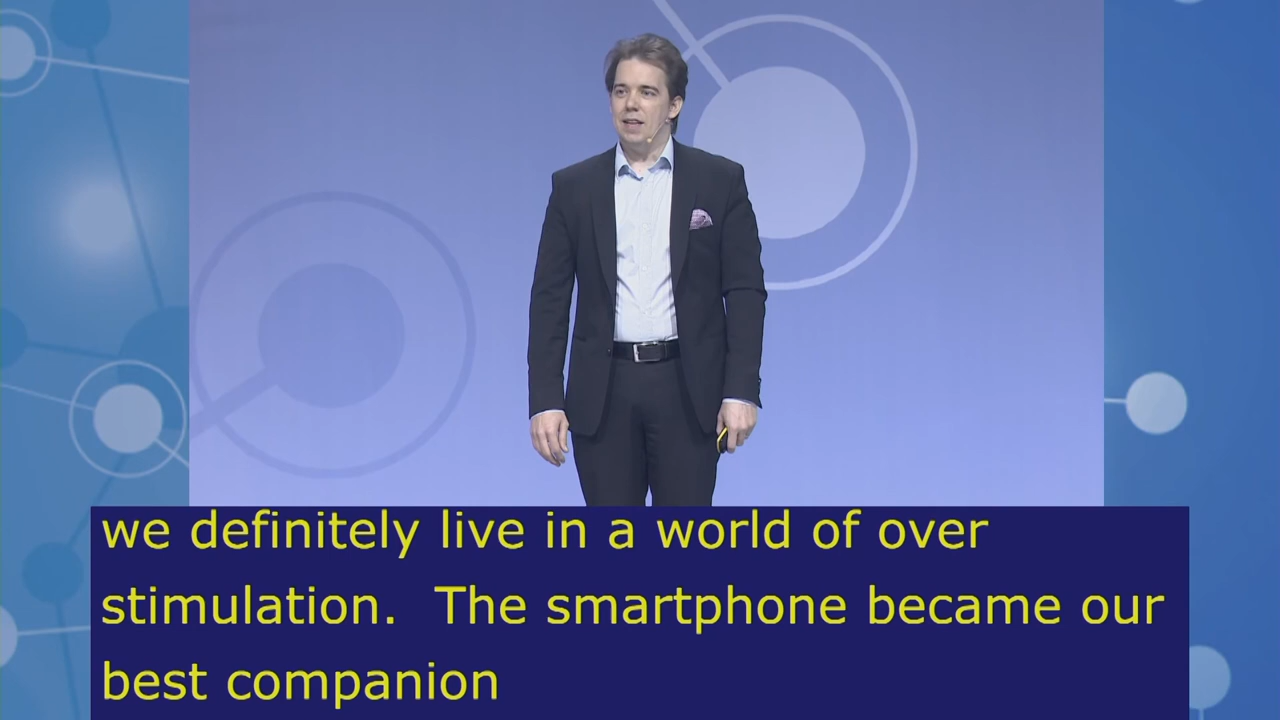 we definitely live in a world of over
stimulation.  The smartphone became our
best companion